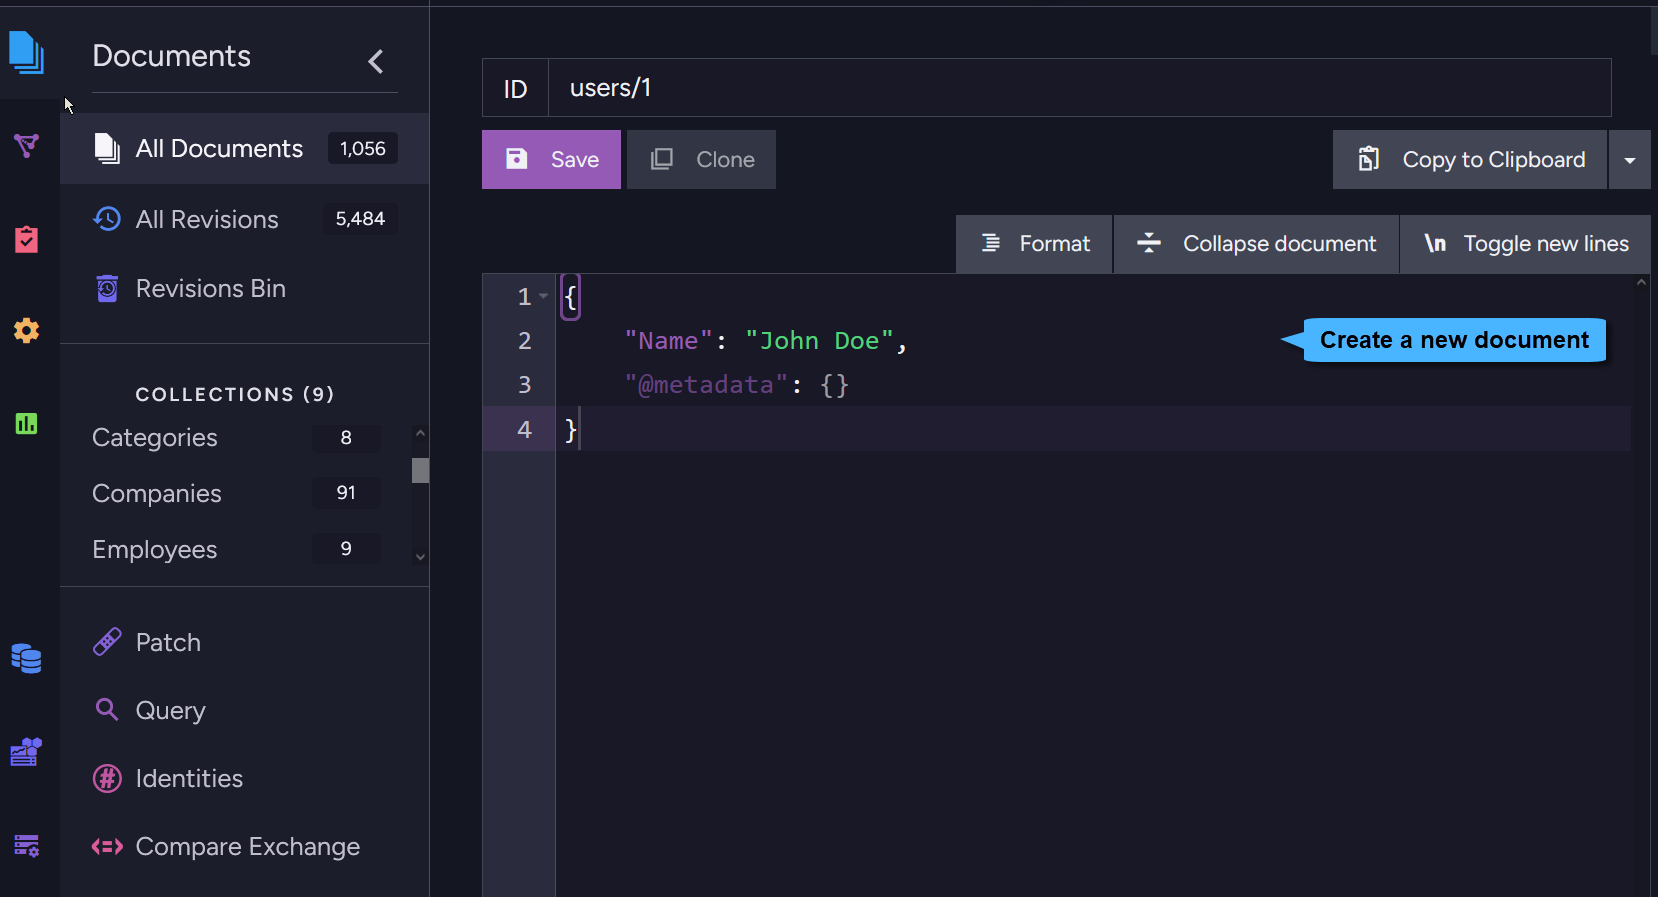 Documents
All Documents 1,056
All Revisions 5,484
Revisions Bin
COLLECTIONS (9)
Categories 8
Companies 91
Employees 9
Patch
Query
Identities
Compare Exchange
ID users/1
Save Clone Copy to Clipboard
Format Collapse document \n Toggle new lines
1 {
2 "Name": "John Doe",
Create a new document
3 "@metadata": {}
4 }